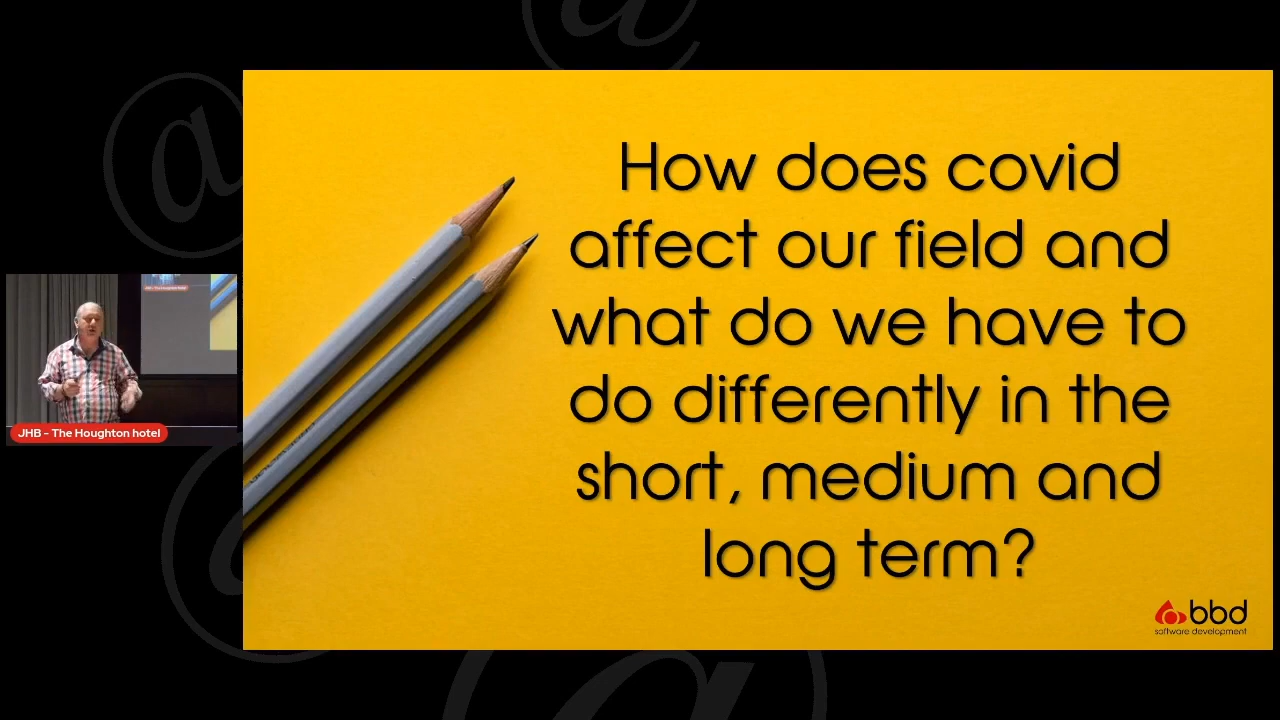 How does covid
affect our field and
what do we have to
do differently in the
short, medium and
long term?
JHB - The Houghton hotel
bbd
software development
@
@